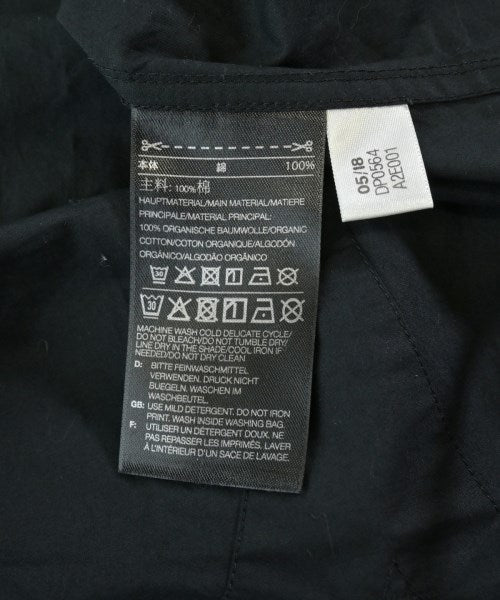 本体 綿 100%
主料: 100%棉
HAUPTMATERIAL/MAIN MATERIAL/MATIERE
PRINCIPALE/MATERIAL PRINCIPAL:
100% ORGANISCHE BAUMWOLLE/ORGANIC
COTTON/COTON ORGANIQUE/ALGODÓN
ORGÁNICO/ALGODÃO ORGÂNICO
30
30
MACHINE WASH COLD DELICATE CYCLE/
DO NOT BLEACH/DO NOT TUMBLE DRY/
LINE DRY IN THE SHADE/COOL IRON IF
NEEDED/DO NOT DRY CLEAN
D: BITTE FEINWASCHMITTEL
VERWENDEN. DRUCK NICHT
BUEGELN. WASCHEN IM
WASCHBEUTEL.
GB: USE MILD DETERGENT. DO NOT IRON
PRINT. WASH INSIDE WASHING BAG.
F: UTILISER UN DÉTERGENT DOUX. NE
PAS REPASSER LES IMPRIMÉS. LAVER
À L'INTÉRIEUR D'UN SAC DE LAVAGE.
05/18
DP0564
A2E001